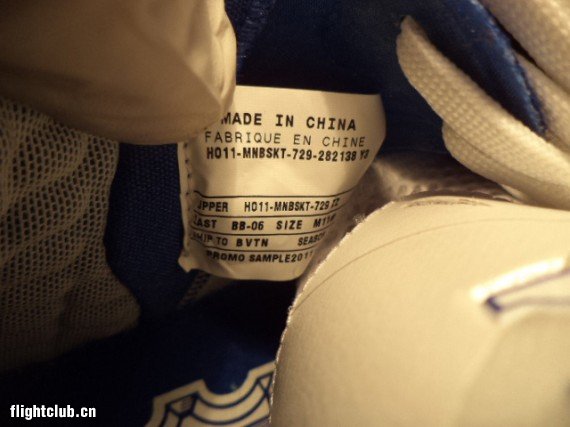 MADE IN CHINA
FABRIQUE EN CHINE
HO11-MNBSKT-729-282138
UPPER HO11-MNBSKT-729
LAST BB-06 SIZE
SHIP TO BVTN
PROMO SAMPLE
flightclub.cn